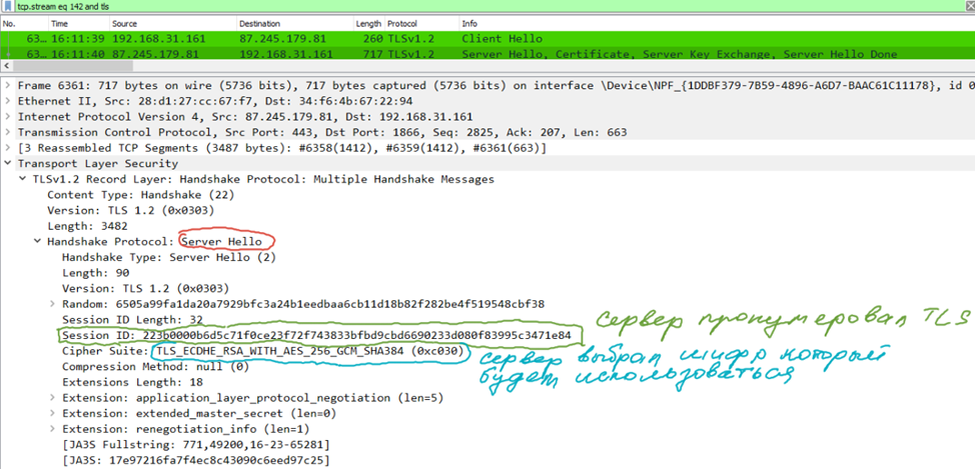 tcp.stream eq 142 and tls
No. Time Source Destination Length Protocol Info
63… 16:11:39 192.168.31.161 87.245.179.81 260 TLSv1.2 Client Hello
63… 16:11:40 87.245.179.81 192.168.31.161 717 TLSv1.2 Server Hello, Certificate, Server Key Exchange, Server Hello Done
Frame 6361: 717 bytes on wire (5736 bits), 717 bytes captured (5736 bits) on interface \Device\NPF_{1DDBF379-7B59-4896-A6D7-BAAC61C11178}, id 0
Ethernet II, Src: 28:d1:27:cc:67:f7, Dst: 34:f6:4b:67:22:94
Internet Protocol Version 4, Src: 87.245.179.81, Dst: 192.168.31.161
Transmission Control Protocol, Src Port: 443, Dst Port: 1866, Seq: 2825, Ack: 207, Len: 663
[3 Reassembled TCP Segments (3487 bytes): #6358(1412), #6359(1412), #6361(663)]
Transport Layer Security
TLSv1.2 Record Layer: Handshake Protocol: Multiple Handshake Messages
Content Type: Handshake (22)
Version: TLS 1.2 (0x0303)
Length: 3482
Handshake Protocol: Server Hello
Handshake Type: Server Hello (2)
Length: 90
Version: TLS 1.2 (0x0303)
Random: 6505a99fa1da20a7929bfc3a24b1eedbaa6cb11d18b82f282be4f519548cbf38
Session ID Length: 32
Session ID: 223b0000b6d5c71f0ce23f72f743833bfbd9cbd6690233d080f83995c3471e84
сервер пронумеровал TLS
Cipher Suite: TLS_ECDHE_RSA_WITH_AES_256_GCM_SHA384 (0xc030)
сервер выбрал шифр который
будет использоваться
Compression Method: null (0)
Extensions Length: 18
Extension: application_layer_protocol_negotiation (len=5)
Extension: extended_master_secret (len=0)
Extension: renegotiation_info (len=1)
[JA3S Fullstring: 771,49200,16-23-65281]
[JA3S: 17e97216fa7f4ec8c43090c6eed97c25]